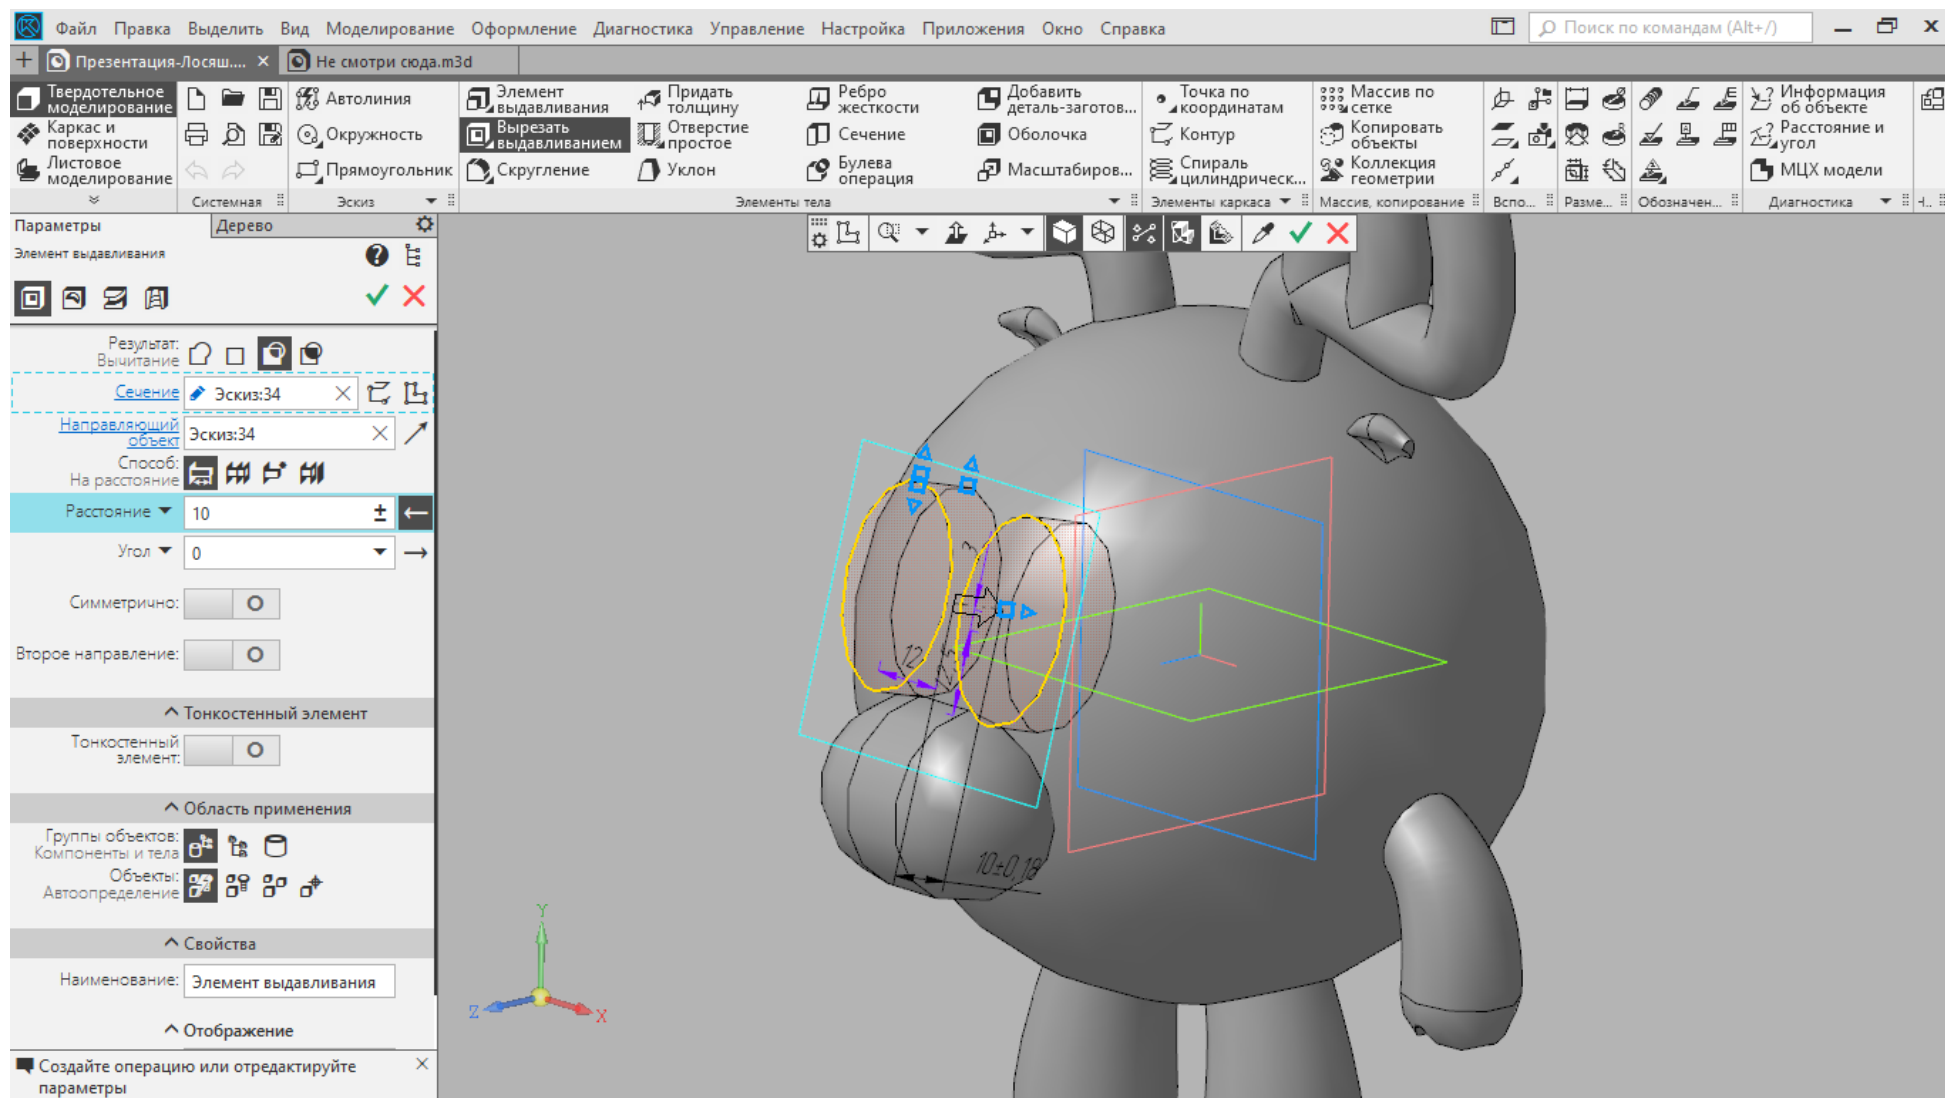 Файл Правка Выделить Вид Моделирование Оформление Диагностика Управление Настройка Приложения Окно Справка
Поиск по командам (Alt+/)
Презентация-Лосяш....
Не смотри сюда.m3d
Твердотельное моделирование
Каркас и поверхности
Листовое моделирование
Системная
Автолиния
Окружность
Прямоугольник
Эскиз
Элемент выдавливания
Вырезать выдавливанием
Скругление
Придать толщину
Отверстие простое
Уклон
Ребро жесткости
Сечение
Булева операция
Добавить деталь-заготов...
Оболочка
Масштабиров...
Элементы тела
Точка по координатам
Контур
Спираль цилиндрическ...
Элементы каркаса
Массив по сетке
Копировать объекты
Коллекция геометрии
Массив, копирование
Вспо...
Разме...
Обозначен...
Информация об объекте
Расстояние и угол
МЦХ модели
Диагностика
Параметры
Дерево
Элемент выдавливания
Результат:
Вычитание
Сечение
Эскиз:34
Направляющий объект
Эскиз:34
Способ:
На расстояние
Расстояние
10
Угол
0
Симметрично:
Второе направление:
Тонкостенный элемент
Тонкостенный элемент:
Область применения
Группы объектов:
Компоненты и тела
Объекты:
Автоопределение
Свойства
Наименование:
Элемент выдавливания
Отображение
Создайте операцию или отредактируйте
параметры
3
12
10±0,18
Y
Z
X